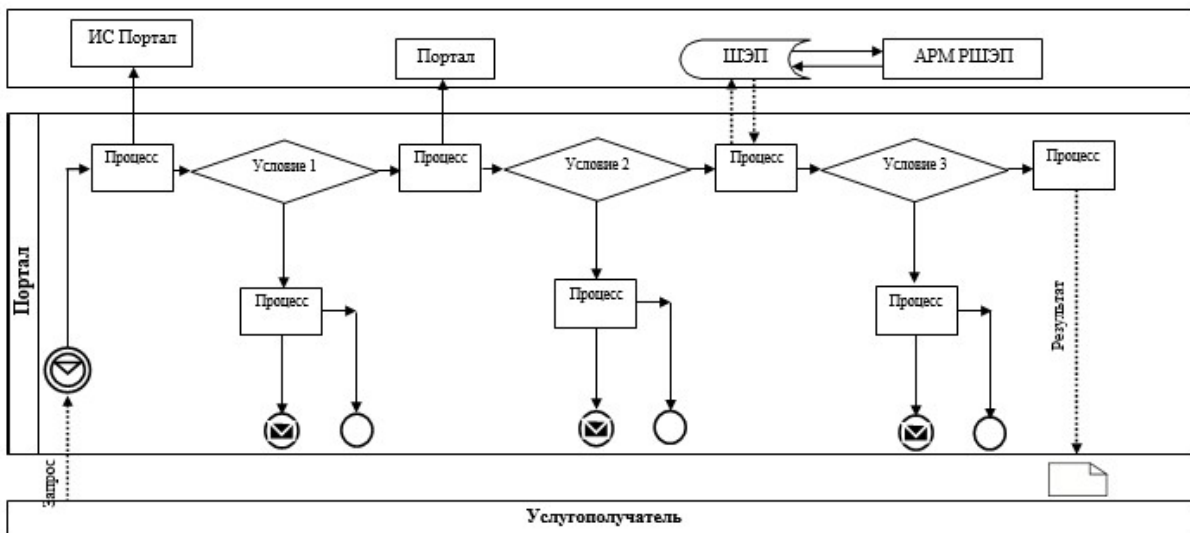 ИС Портал
Портал
ШЭП
АРМ РШЭП
Процесс
Условие 1
Процесс
Условие 2
Процесс
Условие 3
Процесс
Портал
Процесс
Процесс
Процесс
Результат
Запрос
Услугополучатель